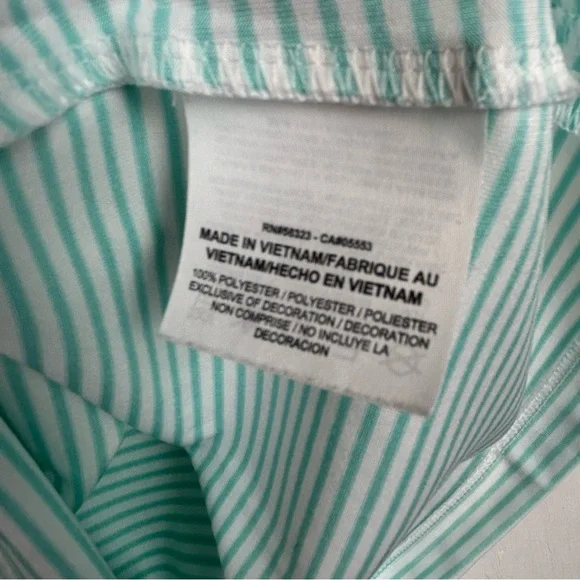 RN#56323 - CA#05553
MADE IN VIETNAM/FABRIQUE AU
VIETNAM/HECHO EN VIETNAM
100% POLYESTER / POLYESTER / POLIESTER
EXCLUSIVE OF DECORATION / DECORATION
NON COMPRISE / NO INCLUYE LA
DECORACION